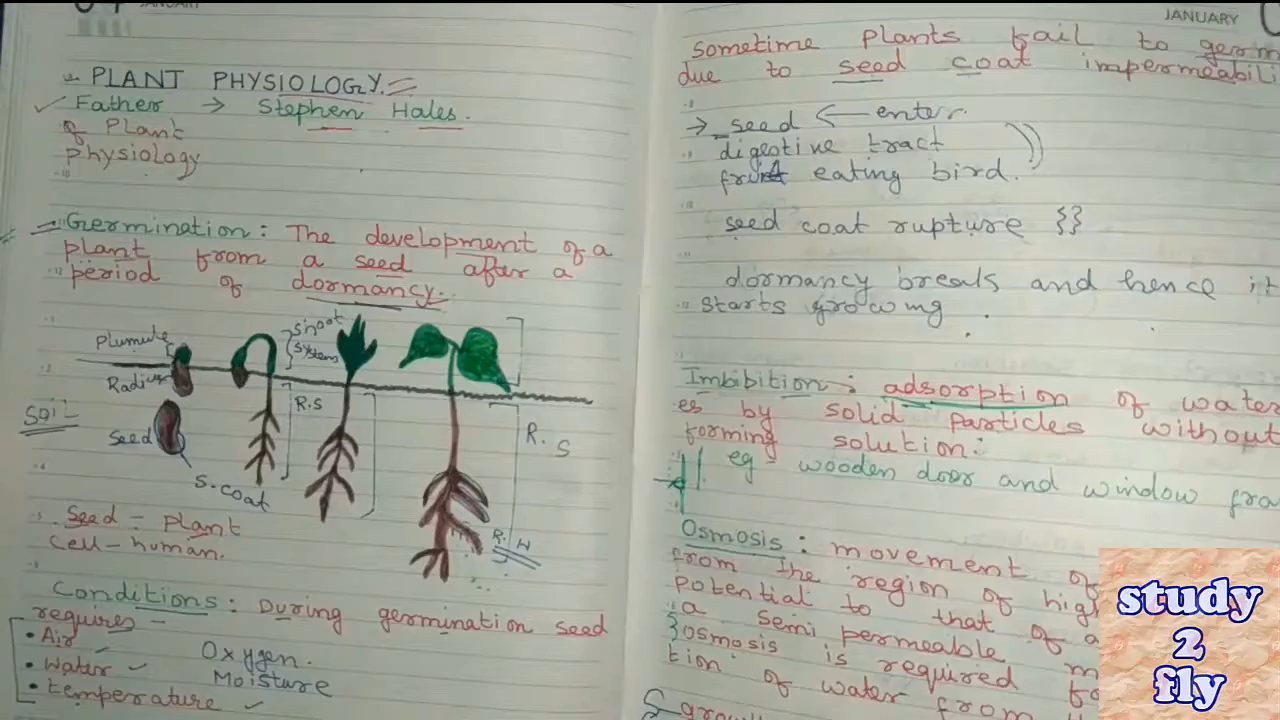 JANUARY
PLANT PHYSIOLOGY
Father → Stephen Hales.
of Plant
Physiology
Germination: The development of a
plant from a seed after a
period of dormancy.
Plumule
Radius
SOIL
Seed
S. coat
Shoot
System
R.S
R. S
R. H
Seed - Plant
Cell - human.
Conditions: During germination seed
requires -
• Air
• Water
• temperature
Oxygen.
Moisture
JANUARY
Sometime plants fail to germ
due to seed coat impermeabili
→ seed ← enter
digestive tract
fruit eating bird.
seed coat rupture }}
dormancy breaks and hence it
starts growing
Imbibition: adsorption of water
es by solid particles without
forming solution:
eg - wooden door and window fra
Osmosis: movement of
from the region of hig
potential to that of a
a semi permeable m
Osmosis is required fo
tion of water from
study
2
fly